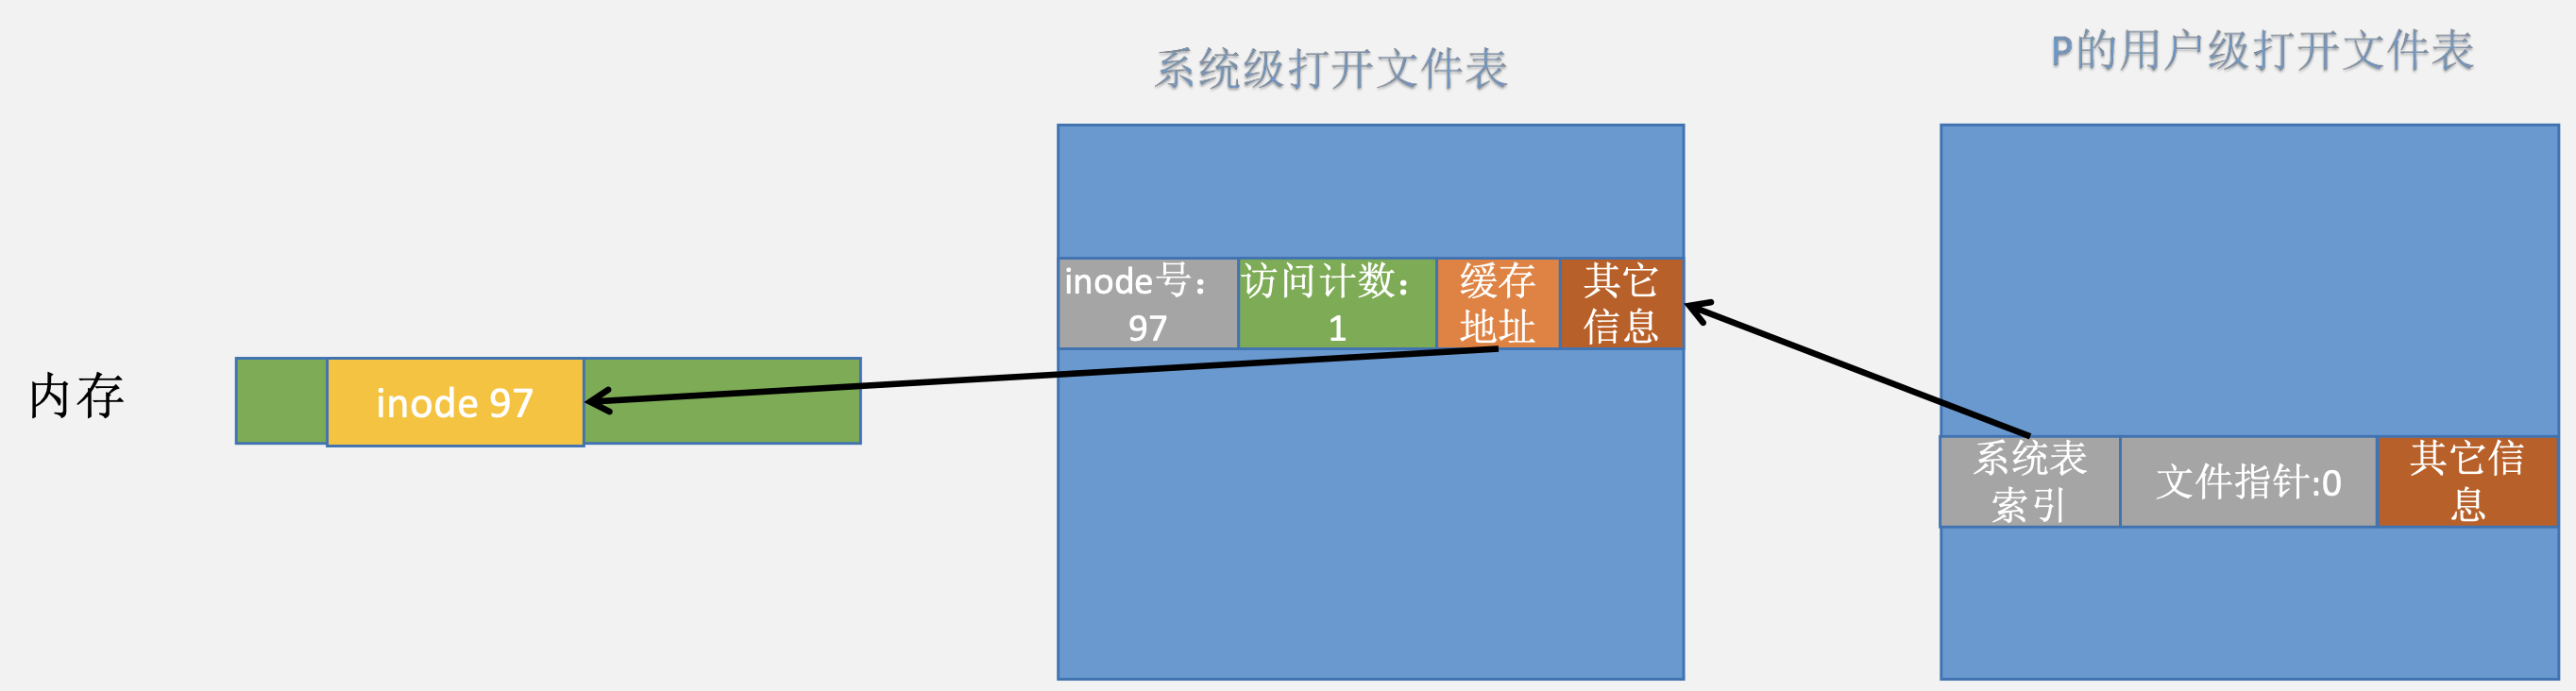 系统级打开文件表
P的用户级打开文件表
inode号：
97
访问计数：
1
缓存
地址
其它
信息
内存
inode 97
系统表
索引
文件指针:0
其它信
息